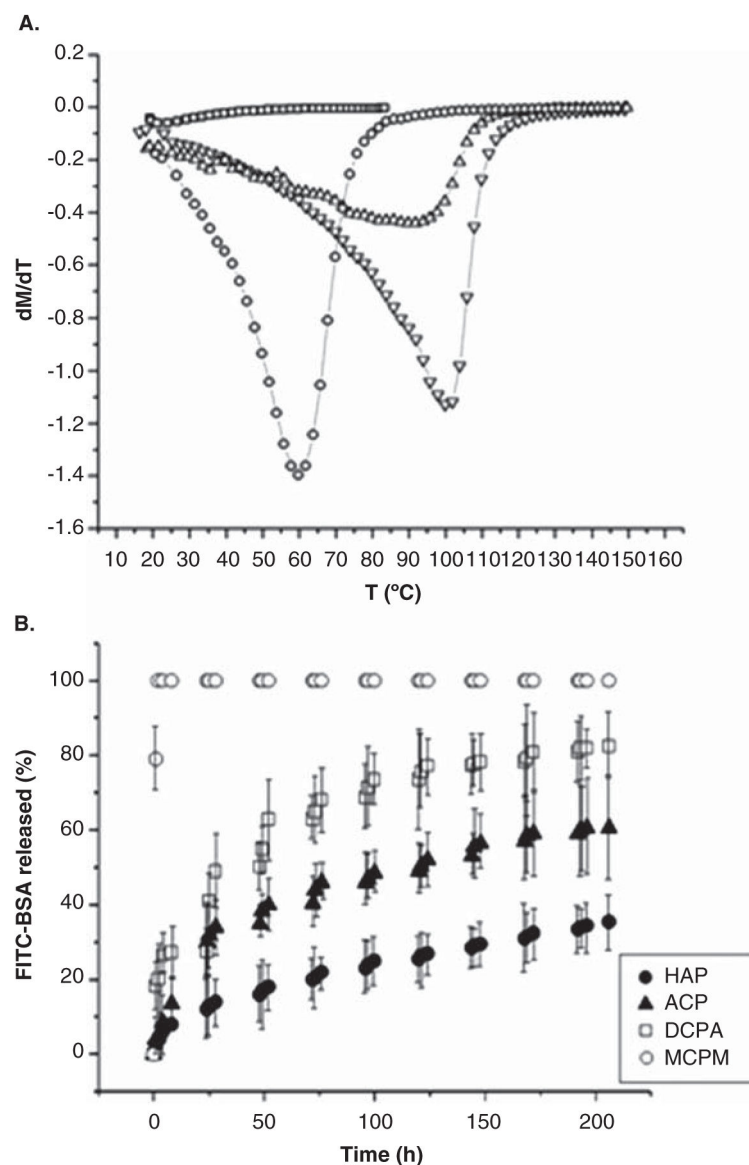 A.
0.2
0.0
-0.2
-0.4
-0.6
-0.8
-1.0
-1.2
-1.4
-1.6
dM/dT
10 20 30 40 50 60 70 80 90 100 110 120 130 140 150 160
T (ºC)
B.
100
80
60
40
20
0
FITC-BSA released (%)
HAP
ACP
DCPA
MCPM
0 50 100 150 200
Time (h)